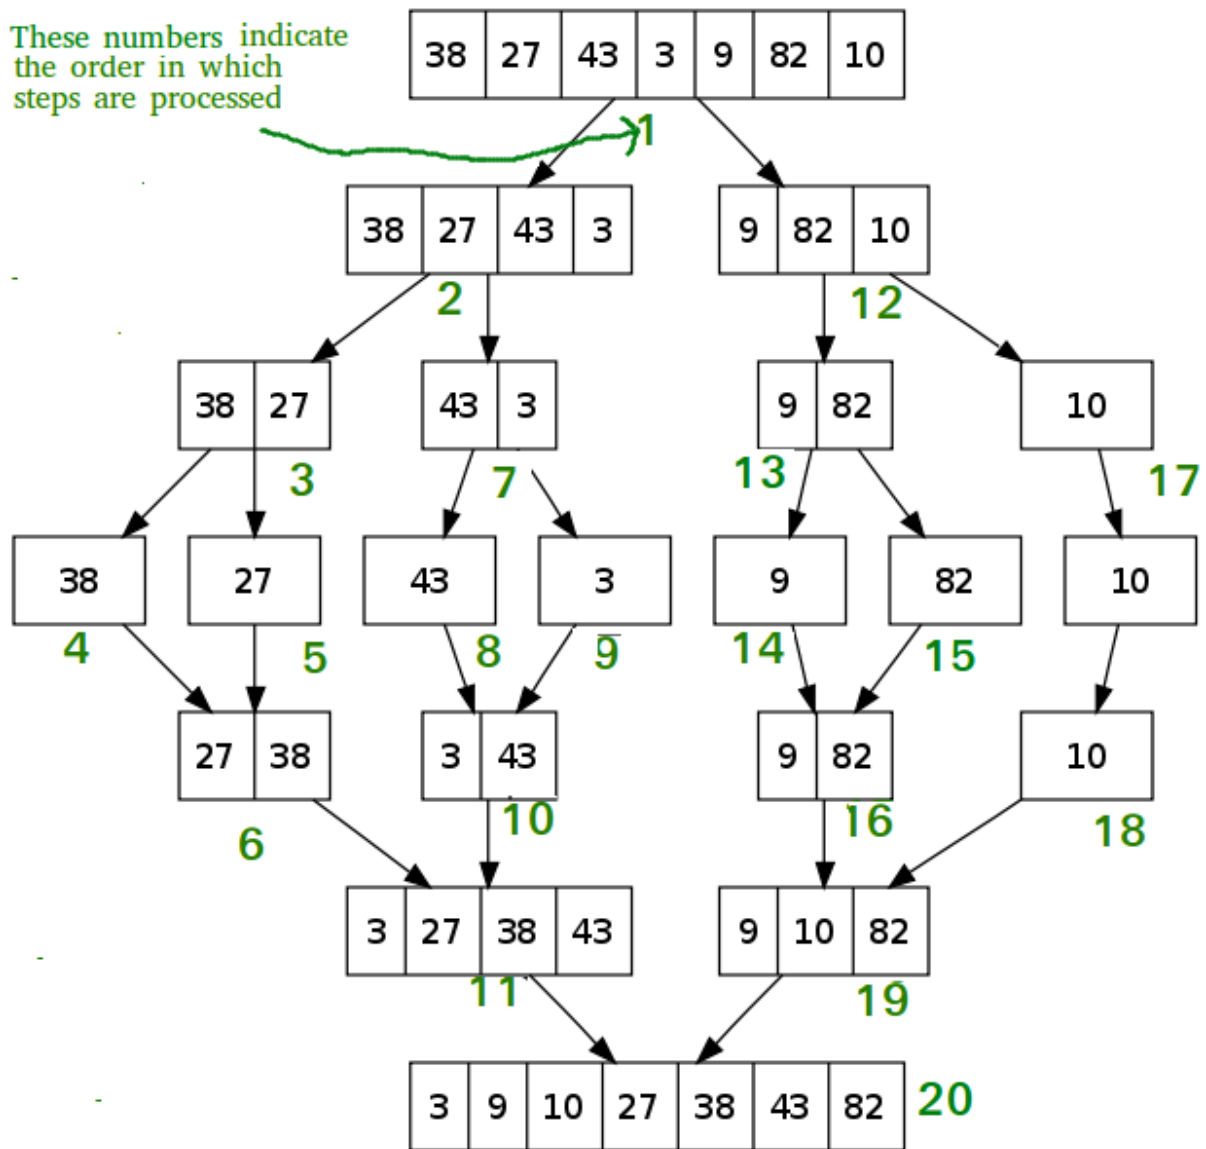 These numbers indicate
the order in which
steps are processed
38 27 43 3 9 82 10
1
38 27 43 3 9 82 10
2 12
38 27 43 3 9 82 10
3 7 13 17
38 27 43 3 9 82 10
4 5 8 9 14 15
27 38 3 43 9 82 10
6 10 16 18
3 27 38 43 9 10 82
11 19
3 9 10 27 38 43 82 20